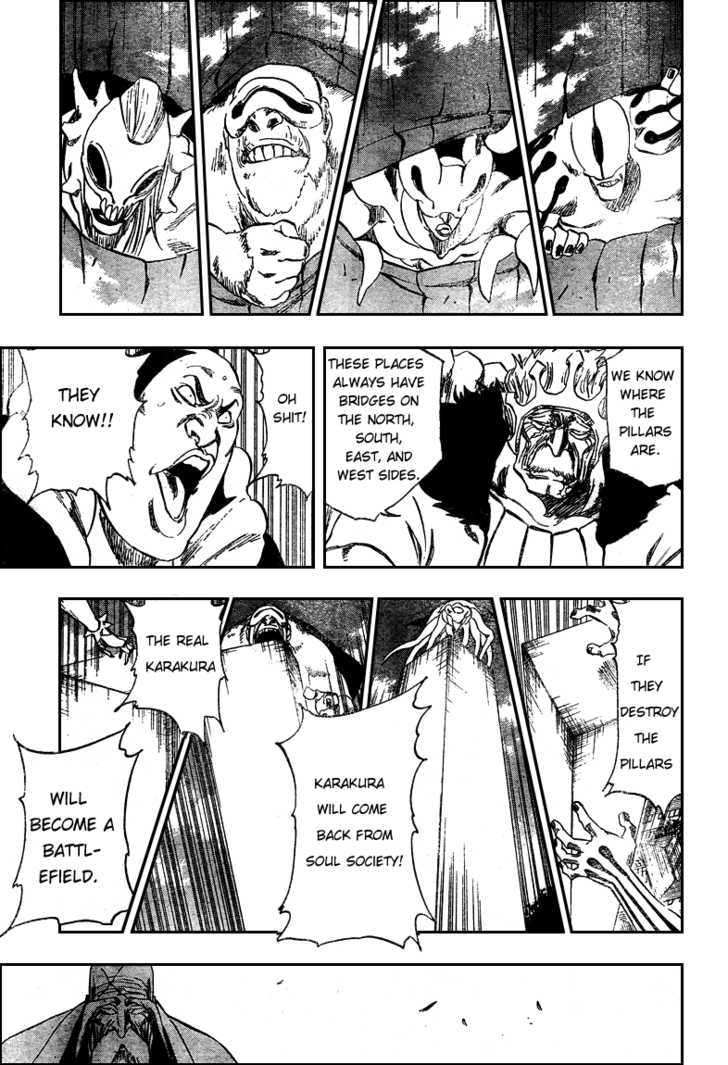 WE KNOW
WHERE
THE
PILLARS
ARE.
THESE PLACES
ALWAYS HAVE
BRIDGES ON
THE NORTH,
SOUTH,
EAST, AND
WEST SIDES.
OH
SHIT!
THEY
KNOW!!
IF
THEY
DESTROY
THE
PILLARS
KARAKURA
WILL COME
BACK FROM
SOUL SOCIETY!
THE REAL
KARAKURA
WILL
BECOME A
BATTL-
EFIELD.